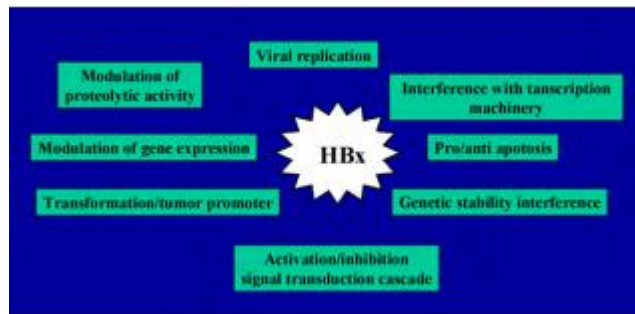 Viral replication
Modulation of
proteolytic activity
Interference with tanscription
machinery
Modulation of gene expression
HBx
Pro/anti apotosis
Transformation/tumor promoter
Genetic stability interference
Activation/inhibition
signal transduction cascade